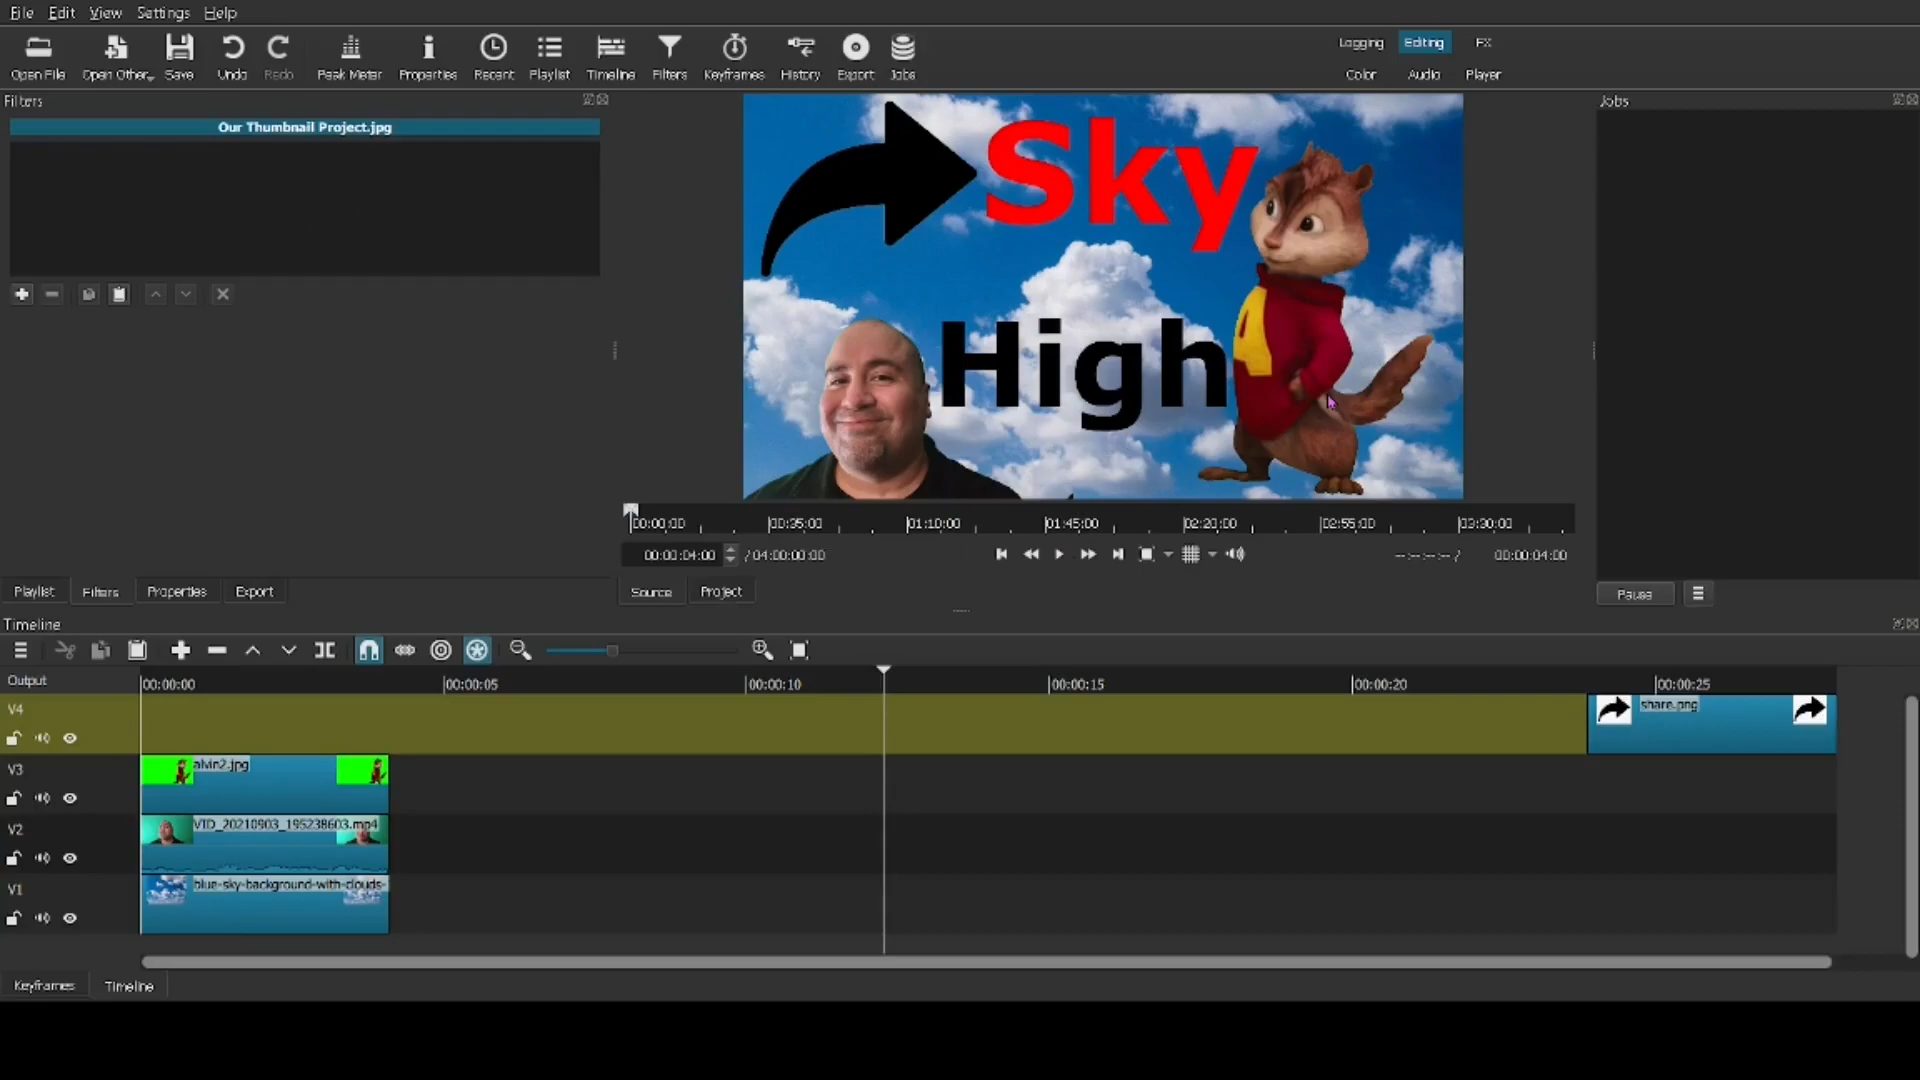 File Edit View Settings Help
Open File Open Other... Save Undo Redo Peak Meter Properties Recent Playlist Timeline Filters Keyframes History Export Jobs
Logging Editing FX
Color Audio Player
Filters
Our Thumbnail Project.jpg
Sky
High
A
Jobs
00:00:00 00:35:00 01:10:00 01:45:00 02:20:00 02:55:00 03:30:00
00:00:04:00 / 04:00:00:00 --:--:--:-- / 00:00:04:00
Playlist Filters Properties Export
Source Project
Pause
Timeline
Output
00:00:00 00:00:05 00:00:10 00:00:15 00:00:20 00:00:25
V4
share.png
V3
alvin2.jpg
V2
VID_20210903_195238603.mp4
V1
blue-sky-background-with-clouds-
Keyframes Timeline